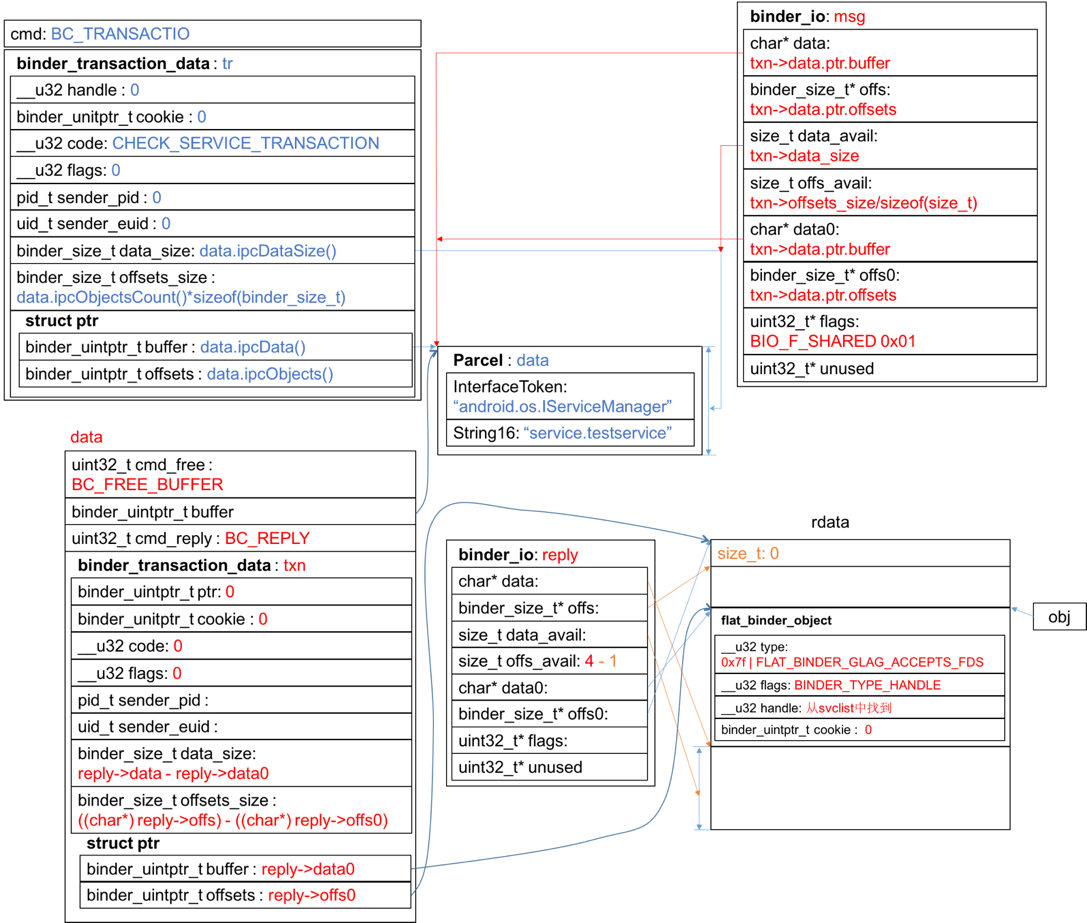 cmd: BC_TRANSACTIO
binder_transaction_data : tr
__u32 handle : 0
binder_unitptr_t cookie : 0
__u32 code: CHECK_SERVICE_TRANSACTION
__u32 flags: 0
pid_t sender_pid : 0
uid_t sender_euid : 0
binder_size_t data_size: data.ipcDataSize()
binder_size_t offsets_size :
data.ipcObjectsCount()*sizeof(binder_size_t)
struct ptr
binder_uintptr_t buffer : data.ipcData()
binder_uintptr_t offsets : data.ipcObjects()
binder_io: msg
char* data:
txn->data.ptr.buffer
binder_size_t* offs:
txn->data.ptr.offsets
size_t data_avail:
txn->data_size
size_t offs_avail:
txn->offsets_size/sizeof(size_t)
char* data0:
txn->data.ptr.buffer
binder_size_t* offs0:
txn->data.ptr.offsets
uint32_t* flags:
BIO_F_SHARED 0x01
uint32_t* unused
Parcel : data
InterfaceToken:
“android.os.IServiceManager”
String16: “service.testservice”
data
uint32_t cmd_free :
BC_FREE_BUFFER
binder_uintptr_t buffer
uint32_t cmd_reply : BC_REPLY
binder_transaction_data : txn
binder_uintptr_t ptr: 0
binder_unitptr_t cookie : 0
__u32 code: 0
__u32 flags: 0
pid_t sender_pid :
uid_t sender_euid :
binder_size_t data_size:
reply->data - reply->data0
binder_size_t offsets_size :
((char*) reply->offs) - ((char*) reply->offs0)
struct ptr
binder_uintptr_t buffer : reply->data0
binder_uintptr_t offsets : reply->offs0
binder_io: reply
char* data:
binder_size_t* offs:
size_t data_avail:
size_t offs_avail: 4 - 1
char* data0:
binder_size_t* offs0:
uint32_t* flags:
uint32_t* unused
rdata
size_t: 0
flat_binder_object
__u32 type:
0x7f | FLAT_BINDER_GLAG_ACCEPTS_FDS
__u32 flags: BINDER_TYPE_HANDLE
__u32 handle: 从svclist中找到
binder_uintptr_t cookie : 0
obj